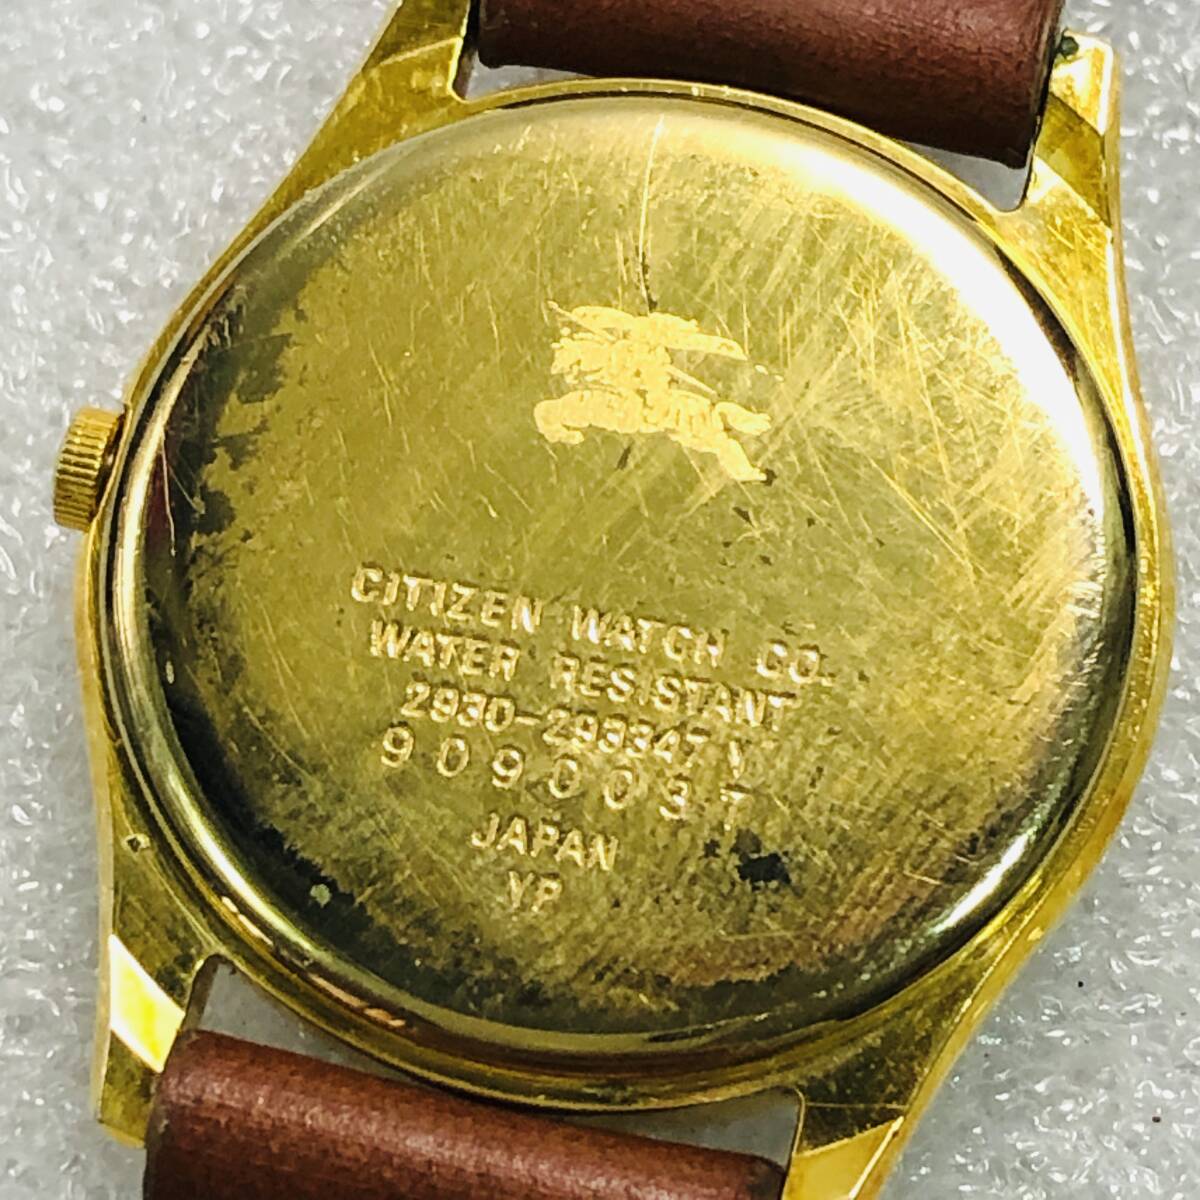 CITIZEN WATCH CO.
WATER RESISTANT
2930-293347 Y
9090037
JAPAN
YP